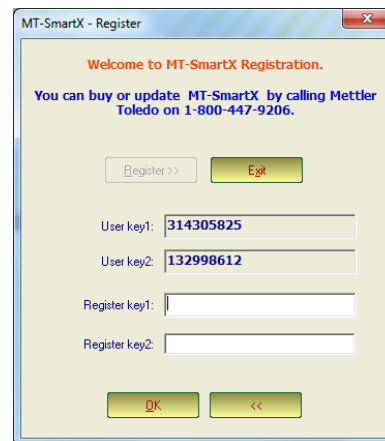 MT-SmartX - Register
Welcome to MT-SmartX Registration.
You can buy or update MT-SmartX by calling Mettler
Toledo on 1-800-447-9206.
Register >> Exit
User key1: 314305825
User key2: 132998612
Register key1:
Register key2:
OK <<